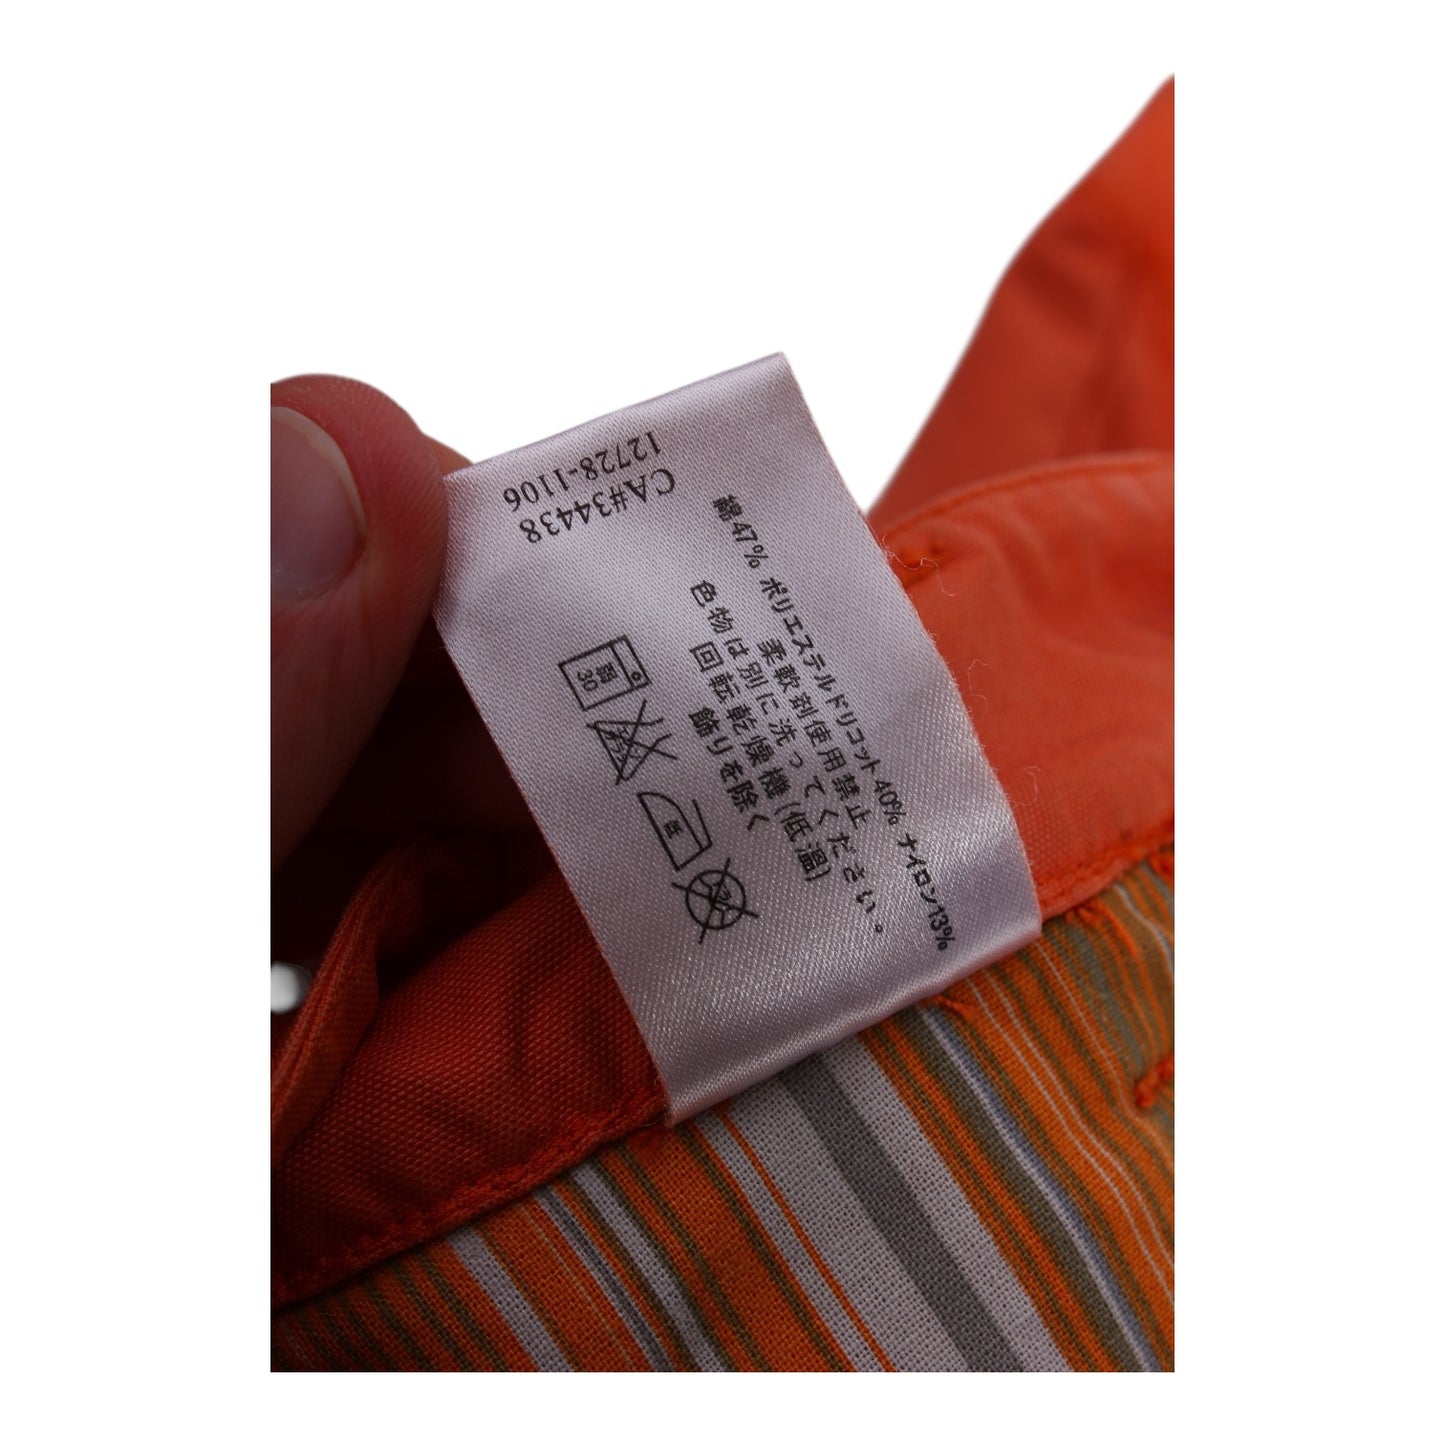 綿47% ポリエステルドリコット40% ナイロン13%
柔軟剤使用禁止
色物は別に洗ってください。
回転乾燥機(低温)
飾りを除く
弱
30
低
CA#34438
12728-1106